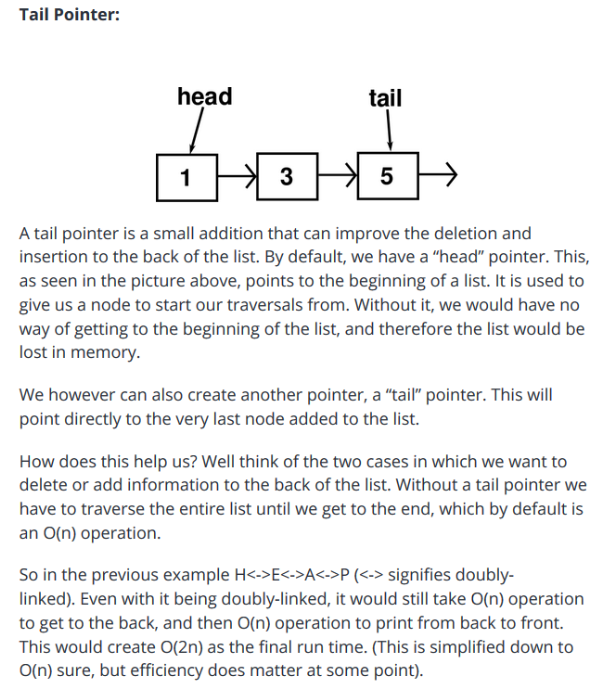 Tail Pointer:
head
tail
1
3
5
A tail pointer is a small addition that can improve the deletion and
insertion to the back of the list. By default, we have a “head” pointer. This,
as seen in the picture above, points to the beginning of a list. It is used to
give us a node to start our traversals from. Without it, we would have no
way of getting to the beginning of the list, and therefore the list would be
lost in memory.
We however can also create another pointer, a “tail” pointer. This will
point directly to the very last node added to the list.
How does this help us? Well think of the two cases in which we want to
delete or add information to the back of the list. Without a tail pointer we
have to traverse the entire list until we get to the end, which by default is
an O(n) operation.
So in the previous example H<->E<->A<->P (<-> signifies doubly-
linked). Even with it being doubly-linked, it would still take O(n) operation
to get to the back, and then O(n) operation to print from back to front.
This would create O(2n) as the final run time. (This is simplified down to
O(n) sure, but efficiency does matter at some point).